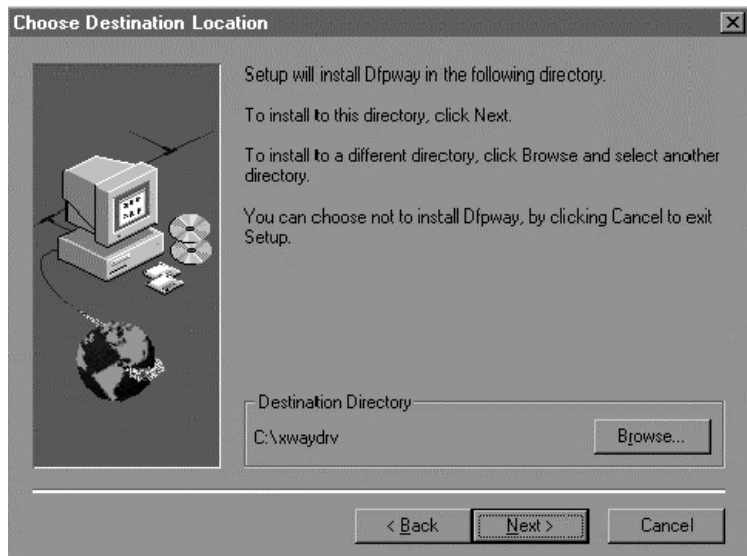 Choose Destination Location
Setup will install Dfpway in the following directory.
To install to this directory, click Next.
To install to a different directory, click Browse and select another
directory.
You can choose not to install Dfpway, by clicking Cancel to exit
Setup.
Destination Directory
C:\xwaydrv
Browse...
< Back
Next >
Cancel